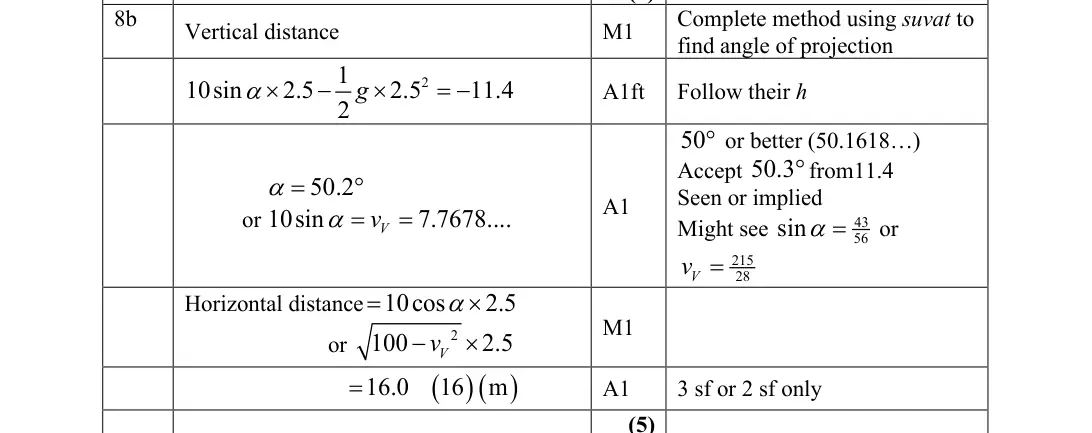 8b
Vertical distance
M1
Complete method using suvat to
find angle of projection
10 sin α × 2.5 − 1/2 g × 2.5² = −11.4
A1ft
Follow their h
α = 50.2°
or 10 sin α = v_V = 7.7678....
A1
50° or better (50.1618…)
Accept 50.3° from11.4
Seen or implied
Might see sin α = 43/56 or
v_V = 215/28
Horizontal distance = 10 cos α × 2.5
or √(100 − v_V²) × 2.5
M1
= 16.0 (16)(m)
A1
3 sf or 2 sf only
(5)